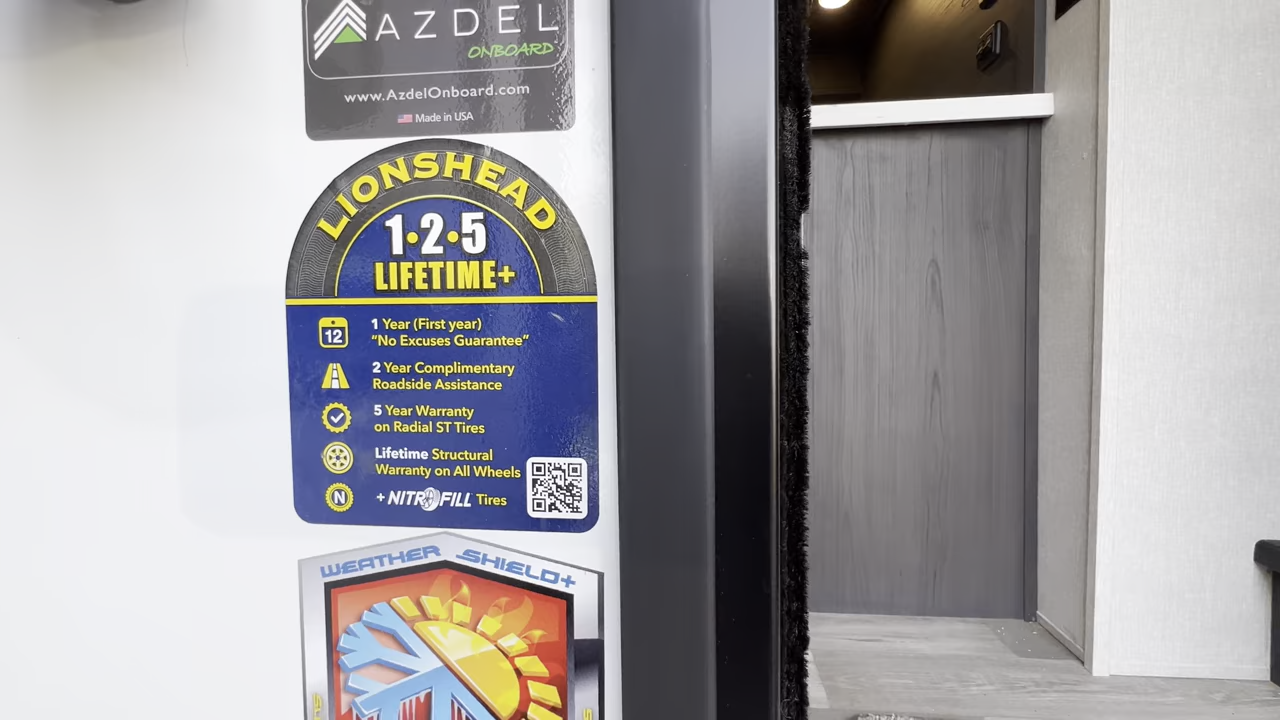 AZDEL
ONBOARD
www.AzdelOnboard.com
Made in USA
LIONSHEAD
1·2·5
LIFETIME+
12
1 Year (First year)
"No Excuses Guarantee"
2 Year Complimentary
Roadside Assistance
5 Year Warranty
on Radial ST Tires
Lifetime Structural
Warranty on All Wheels
N
+ NITROFILL Tires
WEATHER SHIELD+